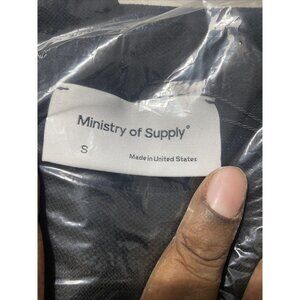 Ministry of Supply®
S
Made in United States